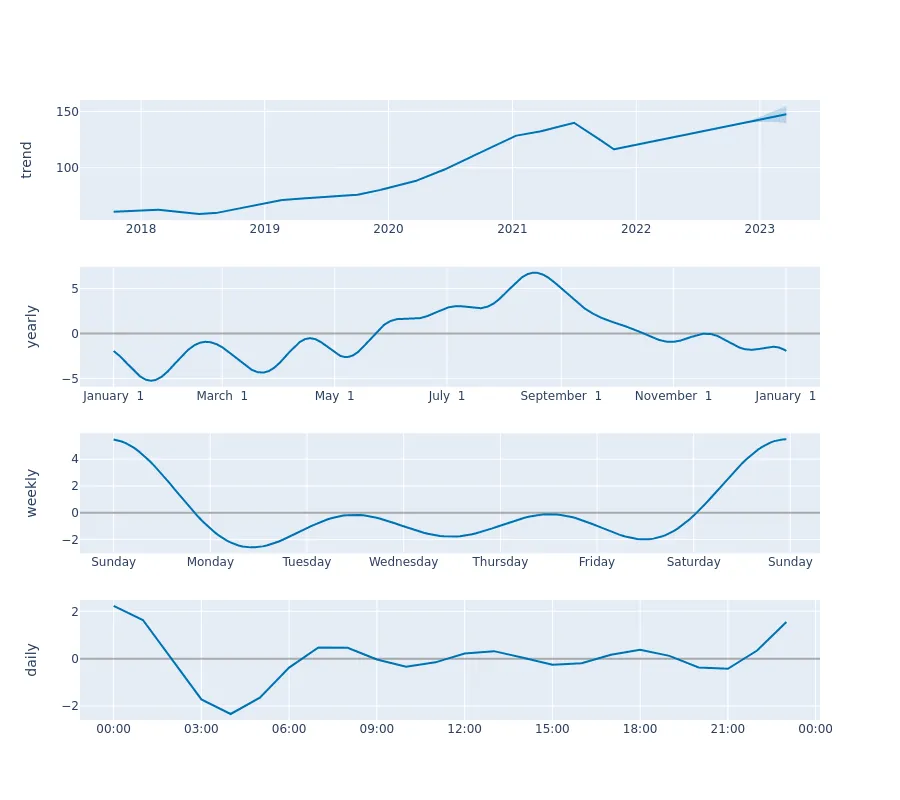 trend
150
100
2018 2019 2020 2021 2022 2023
yearly
5
0
−5
January 1 March 1 May 1 July 1 September 1 November 1 January 1
weekly
4
2
0
−2
Sunday Monday Tuesday Wednesday Thursday Friday Saturday Sunday
daily
2
0
−2
00:00 03:00 06:00 09:00 12:00 15:00 18:00 21:00 00:00